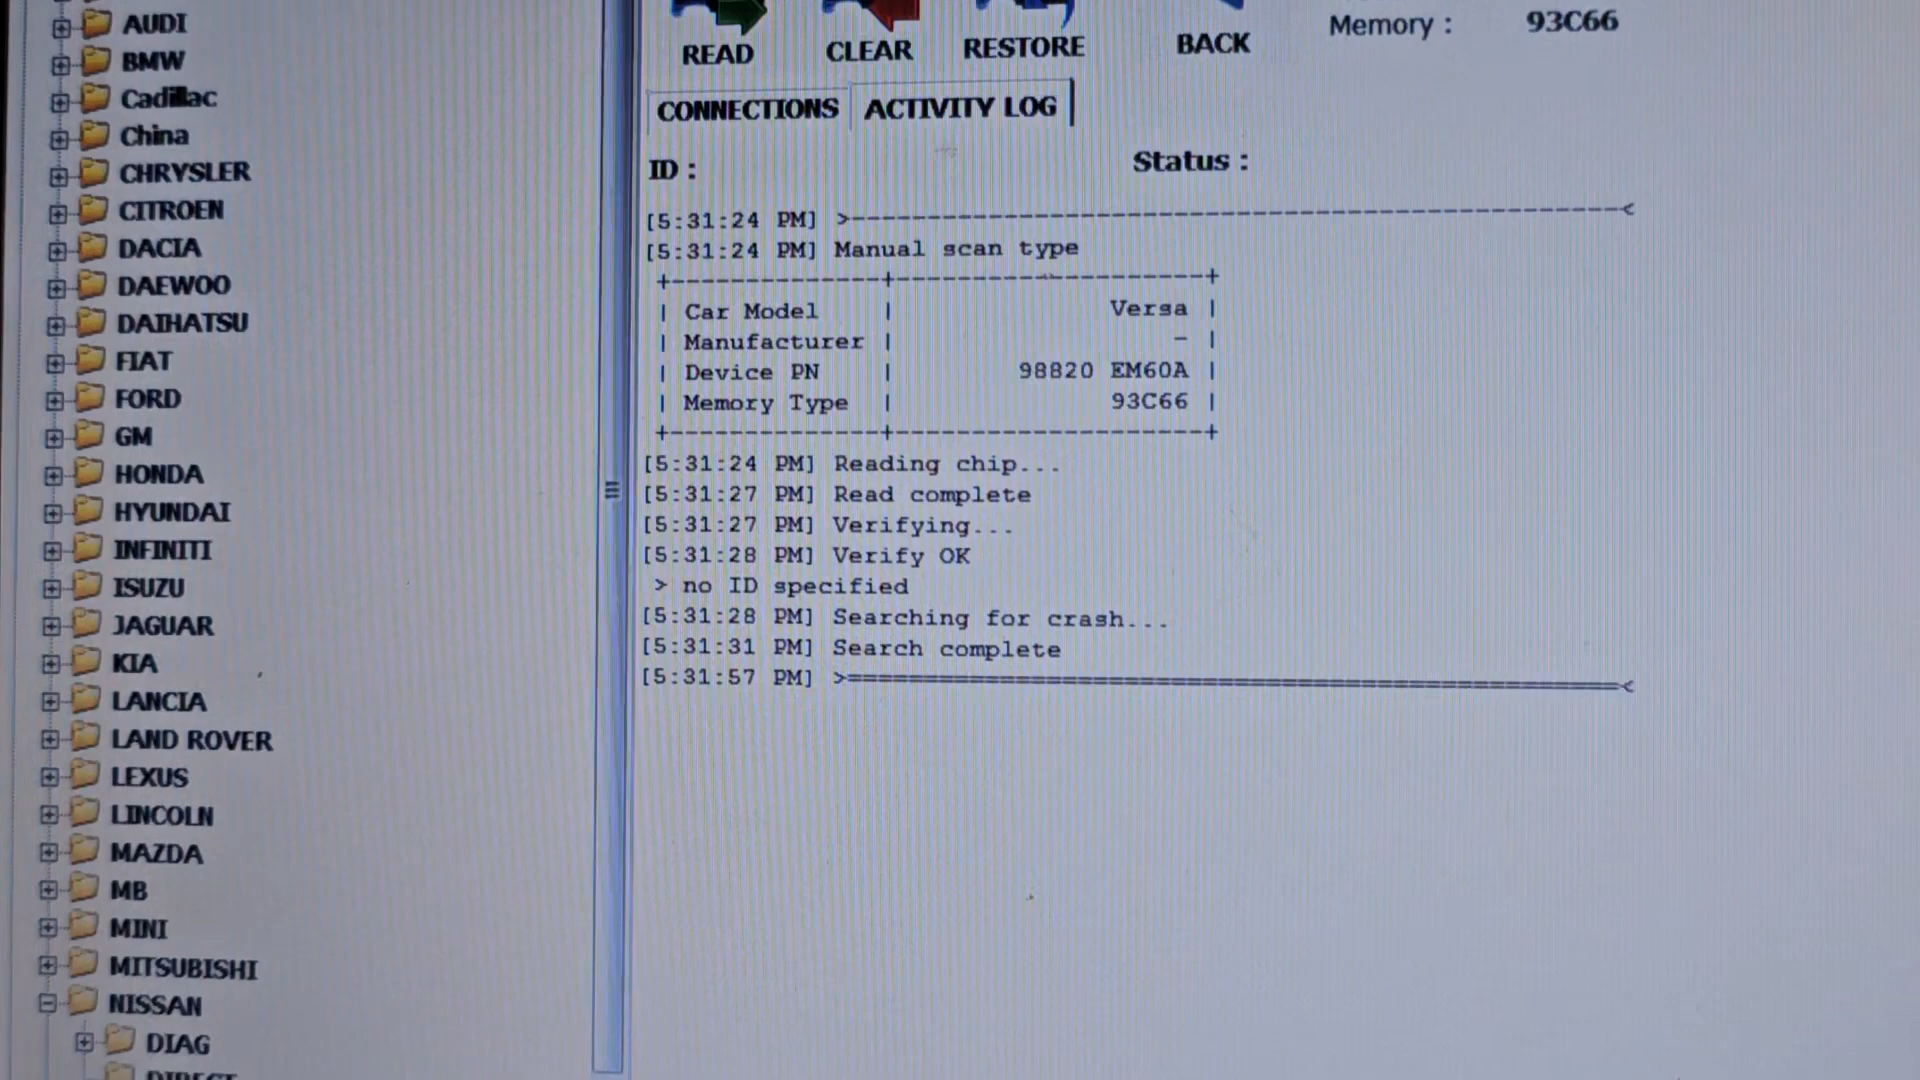 AUDI
BMW
Cadillac
China
CHRYSLER
CITROEN
DACIA
DAEWOO
DAIHATSU
FIAT
FORD
GM
HONDA
HYUNDAI
INFINITI
ISUZU
JAGUAR
KIA
LANCIA
LAND ROVER
LEXUS
LINCOLN
MAZDA
MB
MINI
MITSUBISHI
NISSAN
DIAG
DIRECT
READ CLEAR RESTORE BACK
Memory : 93C66
CONNECTIONS ACTIVITY LOG
ID : Status :
[5:31:24 PM] >--------------------------------------------------<
[5:31:24 PM] Manual scan type
+--------------+--------------------+
| Car Model | Versa |
| Manufacturer | - |
| Device PN | 98820 EM60A |
| Memory Type | 93C66 |
+--------------+--------------------+
[5:31:24 PM] Reading chip...
[5:31:27 PM] Read complete
[5:31:27 PM] Verifying...
[5:31:28 PM] Verify OK
> no ID specified
[5:31:28 PM] Searching for crash...
[5:31:31 PM] Search complete
[5:31:57 PM] >==================================================<